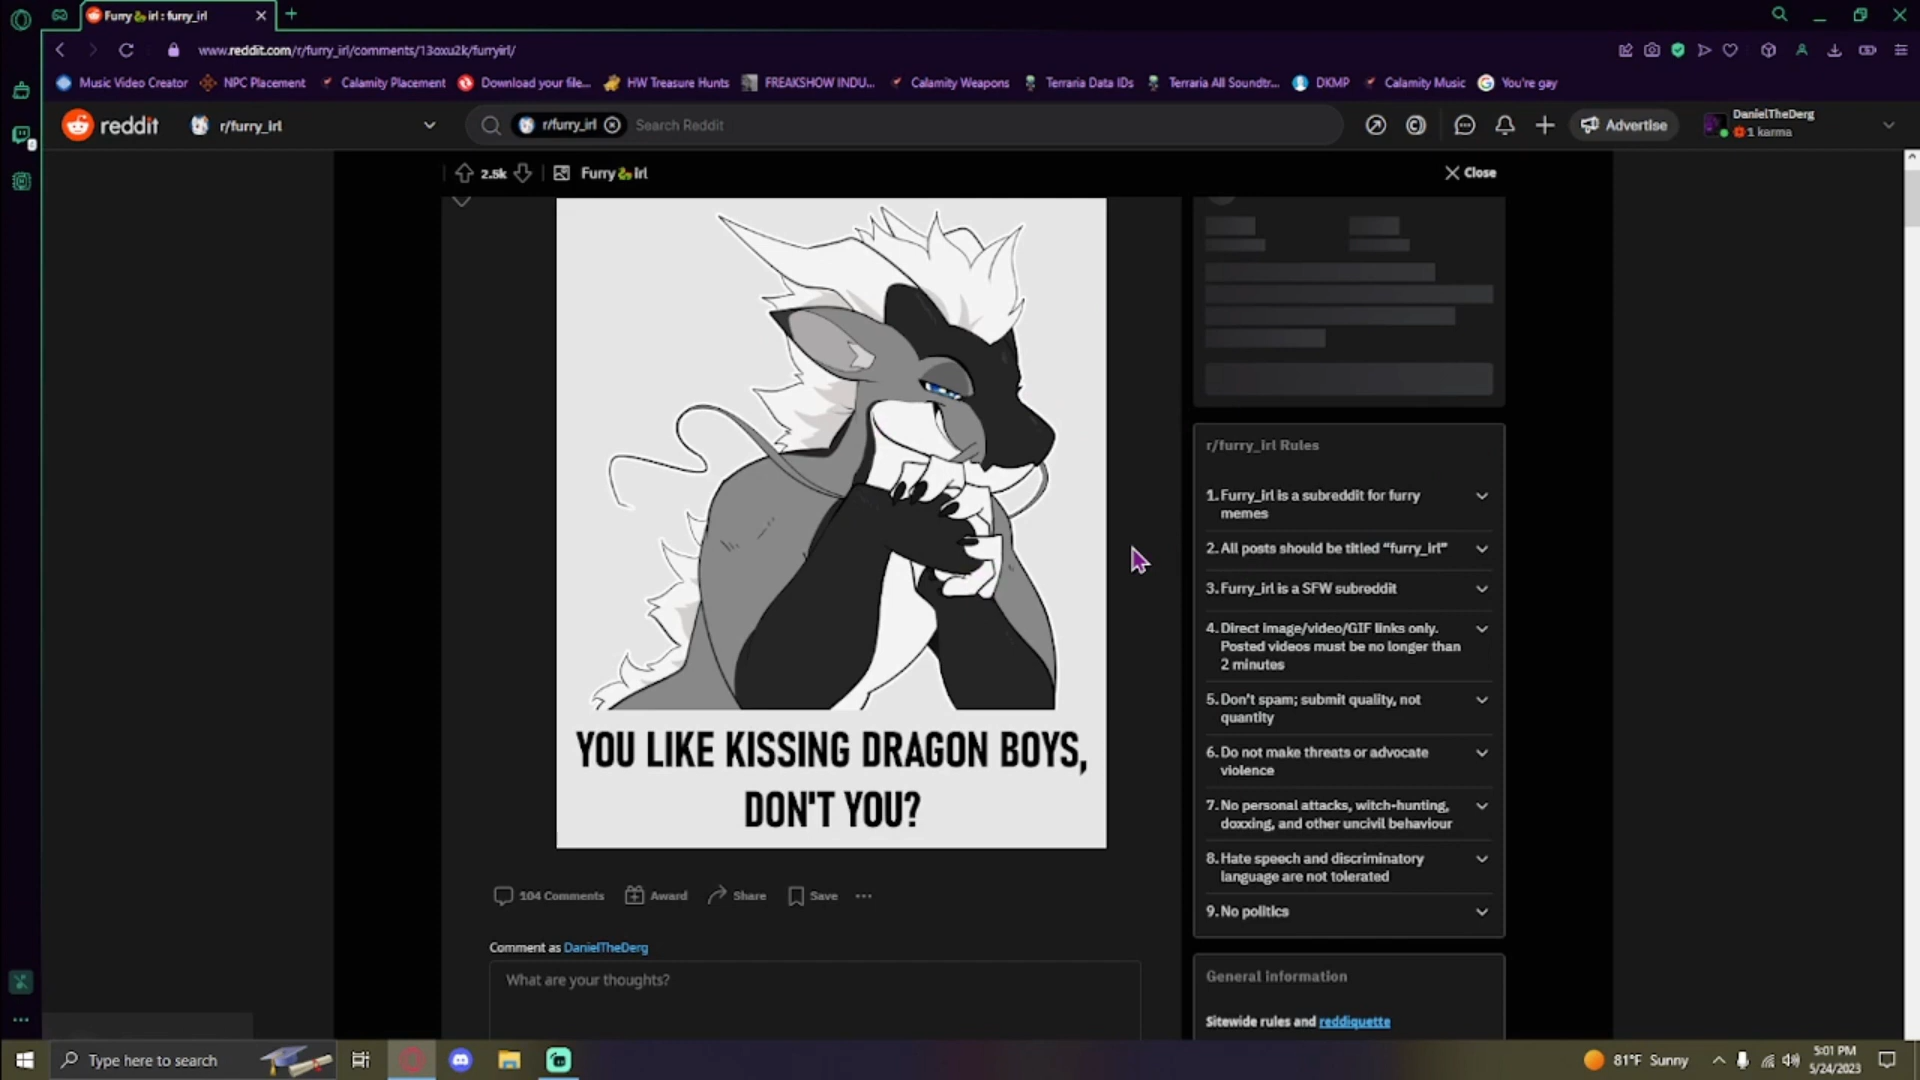 Furry🐍irl : furry_irl
www.reddit.com/r/furry_irl/comments/13oxu2k/furryirl/
Music Video Creator
NPC Placement
Calamity Placement
Download your file...
HW Treasure Hunts
FREAKSHOW INDU...
Calamity Weapons
Terraria Data IDs
Terraria All Soundtr...
DKMP
Calamity Music
You're gay
reddit
r/furry_irl
r/furry_irl
Search Reddit
Advertise
DanielTheDerg
1 karma
2.5k
Furry🐍irl
Close
YOU LIKE KISSING DRAGON BOYS,
DON'T YOU?
104 Comments
Award
Share
Save
Comment as DanielTheDerg
What are your thoughts?
r/furry_irl Rules
1. Furry_irl is a subreddit for furry
memes
2. All posts should be titled “furry_irl”
3. Furry_irl is a SFW subreddit
4. Direct image/video/GIF links only.
Posted videos must be no longer than
2 minutes
5. Don't spam; submit quality, not
quantity
6. Do not make threats or advocate
violence
7. No personal attacks, witch-hunting,
doxxing, and other uncivil behaviour
8. Hate speech and discriminatory
language are not tolerated
9. No politics
General Information
Sitewide rules and reddiquette
Type here to search
81°F Sunny
5:01 PM
5/24/2023